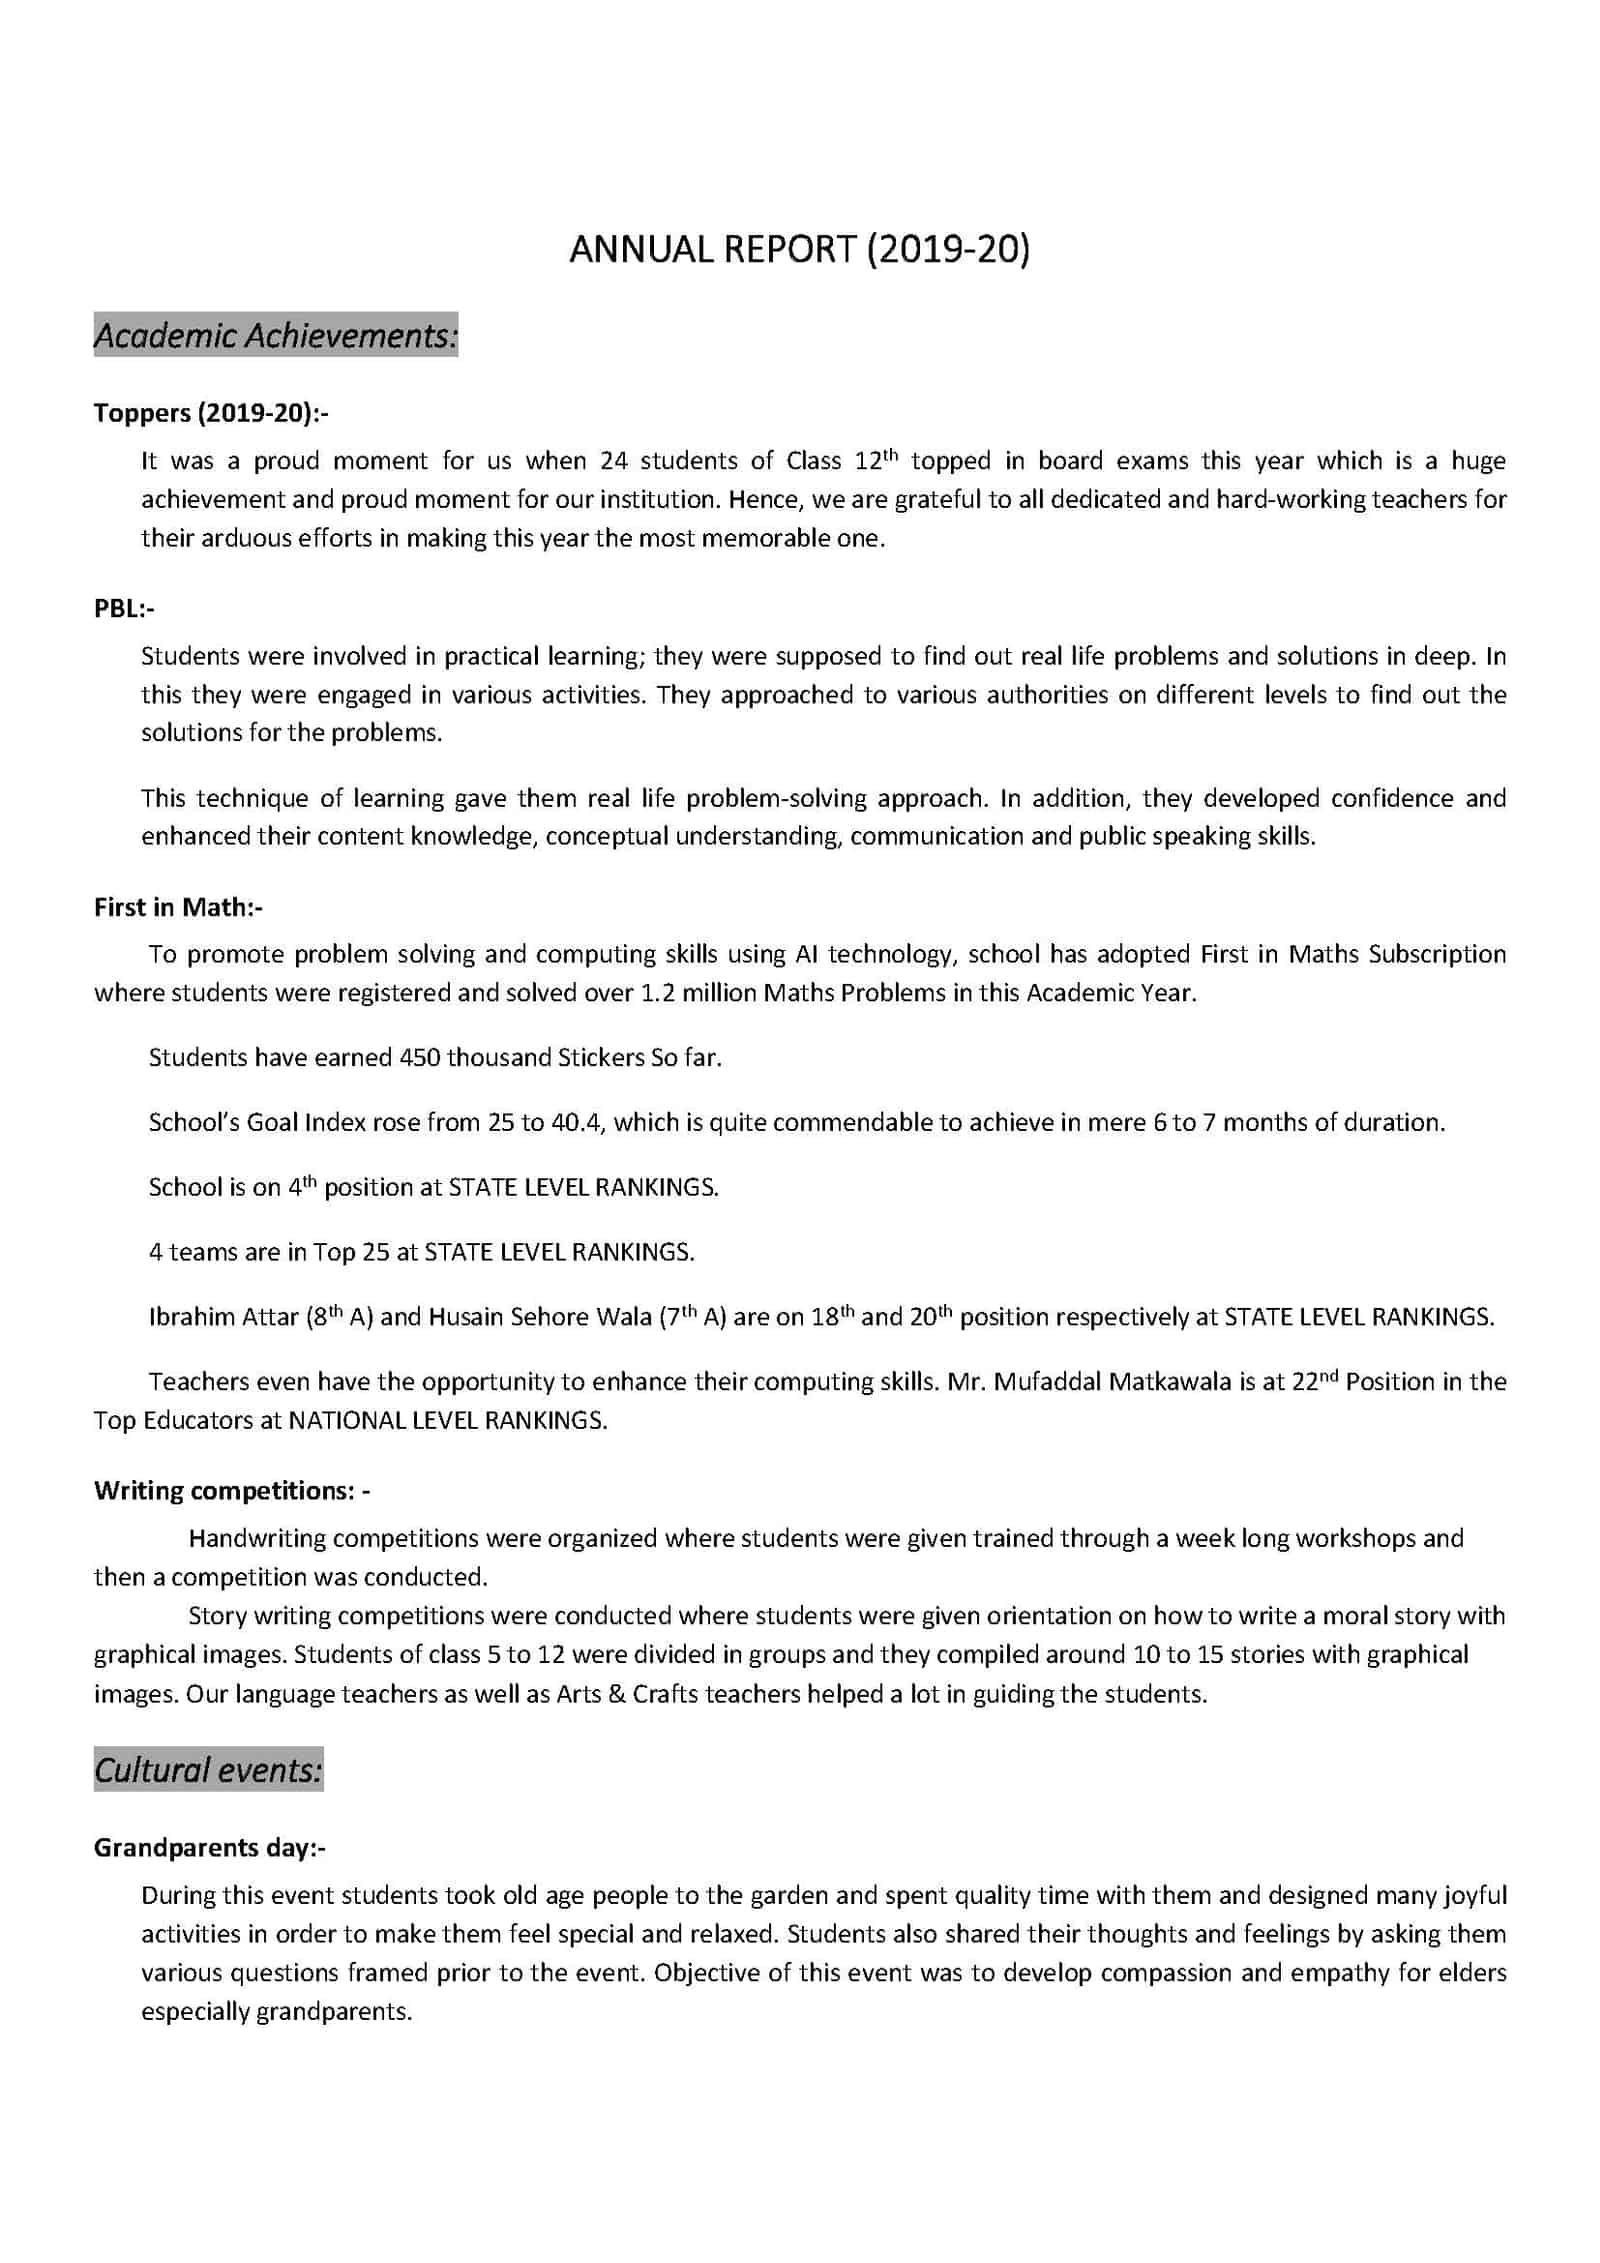 ANNUAL REPORT (2019-20)
Academic Achievements:
Toppers (2019-20):-
It was a proud moment for us when 24 students of Class 12th topped in board exams this year which is a huge
achievement and proud moment for our institution. Hence, we are grateful to all dedicated and hard-working teachers for
their arduous efforts in making this year the most memorable one.
PBL:-
Students were involved in practical learning; they were supposed to find out real life problems and solutions in deep. In
this they were engaged in various activities. They approached to various authorities on different levels to find out the
solutions for the problems.
This technique of learning gave them real life problem-solving approach. In addition, they developed confidence and
enhanced their content knowledge, conceptual understanding, communication and public speaking skills.
First in Math:-
To promote problem solving and computing skills using AI technology, school has adopted First in Maths Subscription
where students were registered and solved over 1.2 million Maths Problems in this Academic Year.
Students have earned 450 thousand Stickers So far.
School’s Goal Index rose from 25 to 40.4, which is quite commendable to achieve in mere 6 to 7 months of duration.
School is on 4th position at STATE LEVEL RANKINGS.
4 teams are in Top 25 at STATE LEVEL RANKINGS.
Ibrahim Attar (8th A) and Husain Sehore Wala (7th A) are on 18th and 20th position respectively at STATE LEVEL RANKINGS.
Teachers even have the opportunity to enhance their computing skills. Mr. Mufaddal Matkawala is at 22nd Position in the
Top Educators at NATIONAL LEVEL RANKINGS.
Writing competitions: -
Handwriting competitions were organized where students were given trained through a week long workshops and
then a competition was conducted.
Story writing competitions were conducted where students were given orientation on how to write a moral story with
graphical images. Students of class 5 to 12 were divided in groups and they compiled around 10 to 15 stories with graphical
images. Our language teachers as well as Arts & Crafts teachers helped a lot in guiding the students.
Cultural events:
Grandparents day:-
During this event students took old age people to the garden and spent quality time with them and designed many joyful
activities in order to make them feel special and relaxed. Students also shared their thoughts and feelings by asking them
various questions framed prior to the event. Objective of this event was to develop compassion and empathy for elders
especially grandparents.